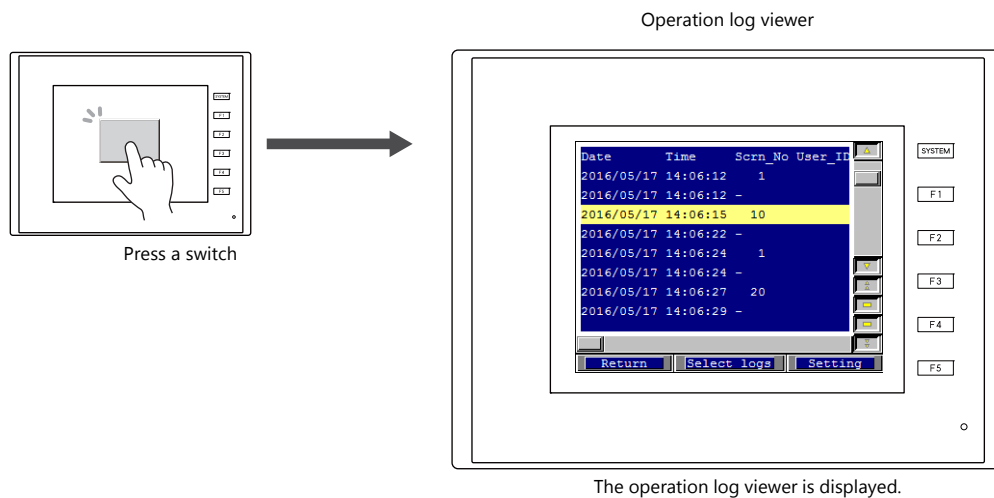 Operation log viewer
SYSTEM
F1
F2
F3
F4
F5
Press a switch
Date Time Scrn_No User_ID
2016/05/17 14:06:12 1
2016/05/17 14:06:12 -
2016/05/17 14:06:15 10
2016/05/17 14:06:22 -
2016/05/17 14:06:24 1
2016/05/17 14:06:24 -
2016/05/17 14:06:27 20
2016/05/17 14:06:29 -
Return Select logs Setting
SYSTEM
F1
F2
F3
F4
F5
The operation log viewer is displayed.